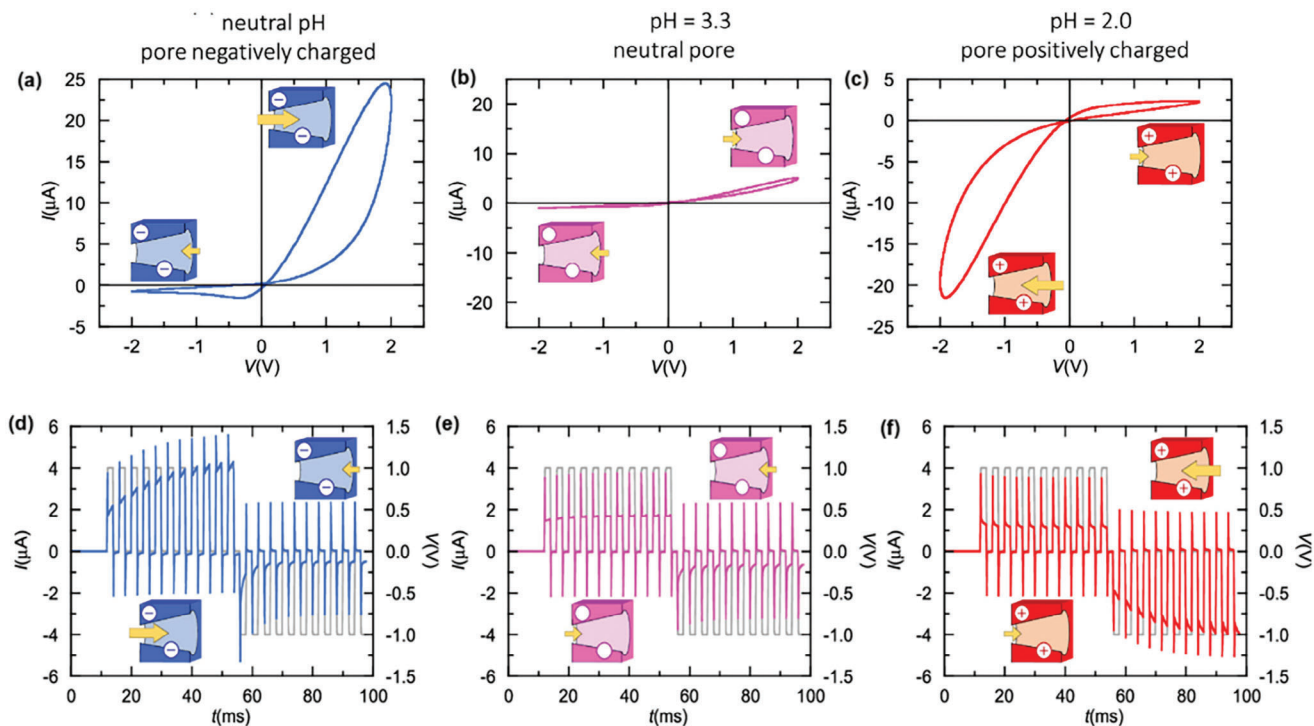 neutral pH
pore negatively charged
pH = 3.3
neutral pore
pH = 2.0
pore positively charged
(a)
25
20
15
10
5
0
-5
I(µA)
-2 -1 0 1 2
V(V)
− − − −
(b)
20
10
0
-10
-20
I(µA)
-2 -1 0 1 2
V(V)
(c)
5
0
-5
-10
-15
-20
-25
I(µA)
-2 -1 0 1 2
V(V)
+ + + +
(d)
6
4
2
0
-2
-4
-6
I(µA)
0 20 40 60 80 100
t(ms)
1.5
1.0
0.5
0.0
-0.5
-1.0
-1.5
V(V)
− − − −
(e)
6
4
2
0
-2
-4
-6
I(µA)
0 20 40 60 80 100
t(ms)
1.5
1.0
0.5
0.0
-0.5
-1.0
-1.5
V(V)
(f)
6
4
2
0
-2
-4
-6
I(µA)
0 20 40 60 80 100
t(ms)
1.5
1.0
0.5
0.0
-0.5
-1.0
-1.5
V(V)
+ + + +